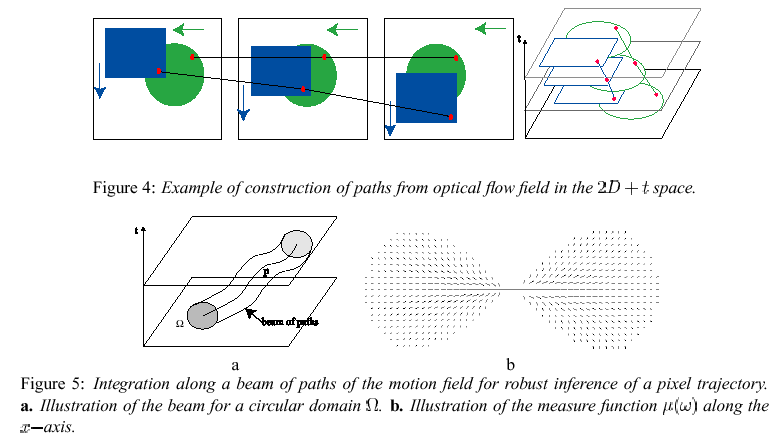 t
Figure 4: Example of construction of paths from optical flow field in the 2D + t space.
t
p
Ω
beam of paths
a b
Figure 5: Integration along a beam of paths of the motion field for robust inference of a pixel trajectory.
a. Illustration of the beam for a circular domain Ω. b. Illustration of the measure function μ(ω) along the
x−axis.